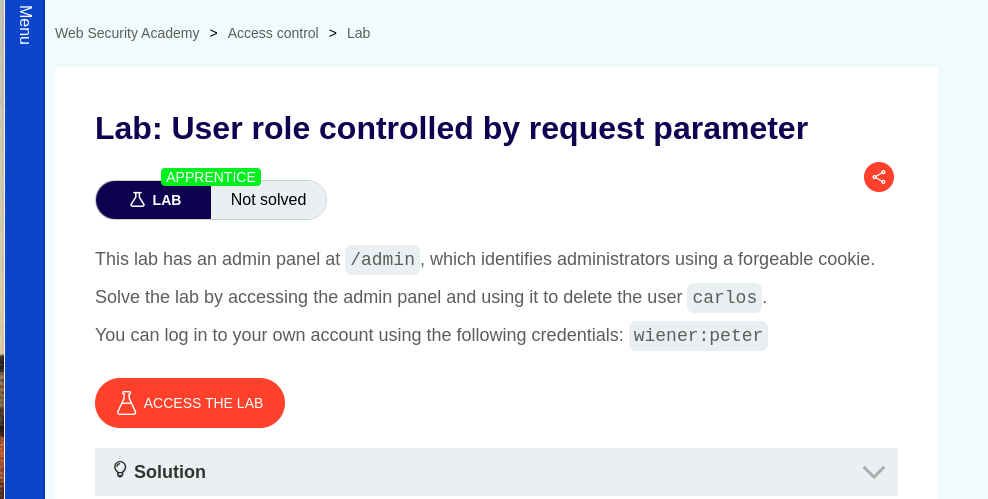 Menu
Web Security Academy > Access control > Lab
Lab: User role controlled by request parameter
APPRENTICE
LAB Not solved
This lab has an admin panel at /admin, which identifies administrators using a forgeable cookie.
Solve the lab by accessing the admin panel and using it to delete the user carlos.
You can log in to your own account using the following credentials: wiener:peter
ACCESS THE LAB
Solution